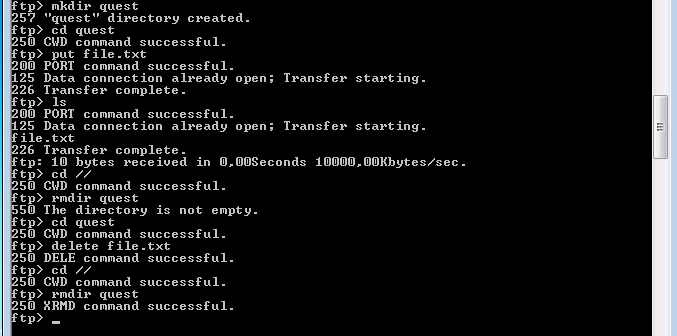 ftp> mkdir quest
257 "quest" directory created.
ftp> cd quest
250 CWD command successful.
ftp> put file.txt
200 PORT command successful.
125 Data connection already open; Transfer starting.
226 Transfer complete.
ftp> ls
200 PORT command successful.
125 Data connection already open; Transfer starting.
file.txt
226 Transfer complete.
ftp: 10 bytes received in 0,00Seconds 10000,00Kbytes/sec.
ftp> cd //
250 CWD command successful.
ftp> rmdir quest
550 The directory is not empty.
ftp> cd quest
250 CWD command successful.
ftp> delete file.txt
250 DELE command successful.
ftp> cd //
250 CWD command successful.
ftp> rmdir quest
250 XRMD command successful.
ftp> _